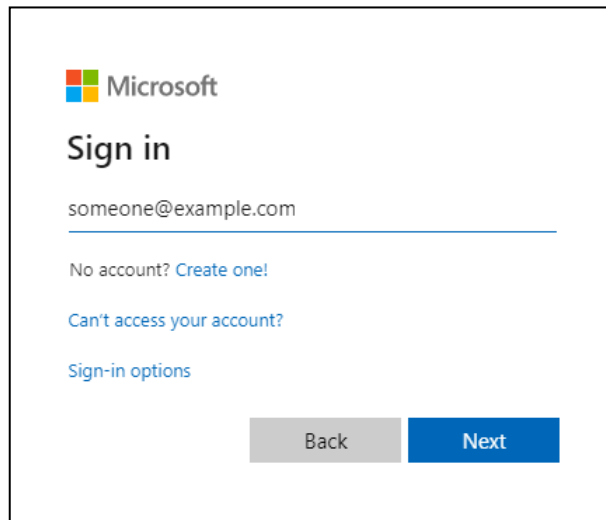 Microsoft
Sign in
someone@example.com
No account? Create one!
Can't access your account?
Sign-in options
Back Next